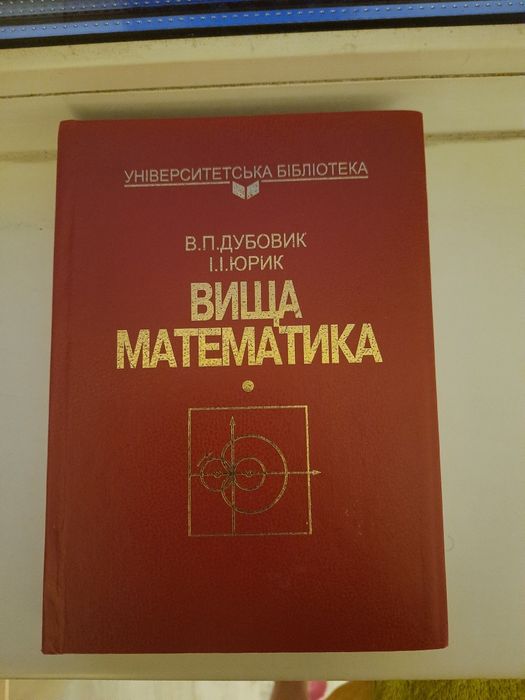 УНІВЕРСИТЕТСЬКА БІБЛІОТЕКА
В.П.ДУБОВИК
І.І.ЮРИК
ВИЩА
МАТЕМАТИКА